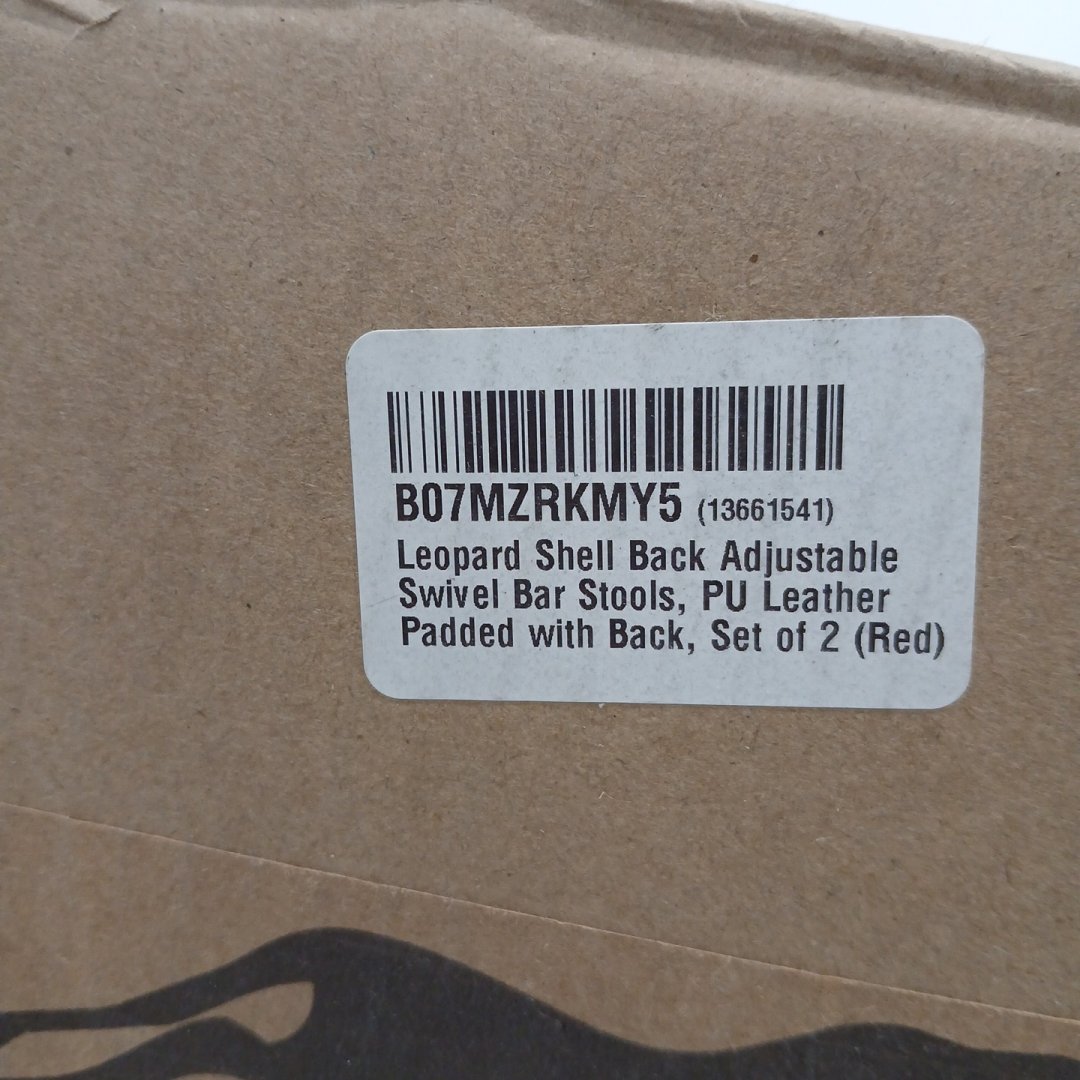 B07MZRKMY5 (13661541)
Leopard Shell Back Adjustable
Swivel Bar Stools, PU Leather
Padded with Back, Set of 2 (Red)